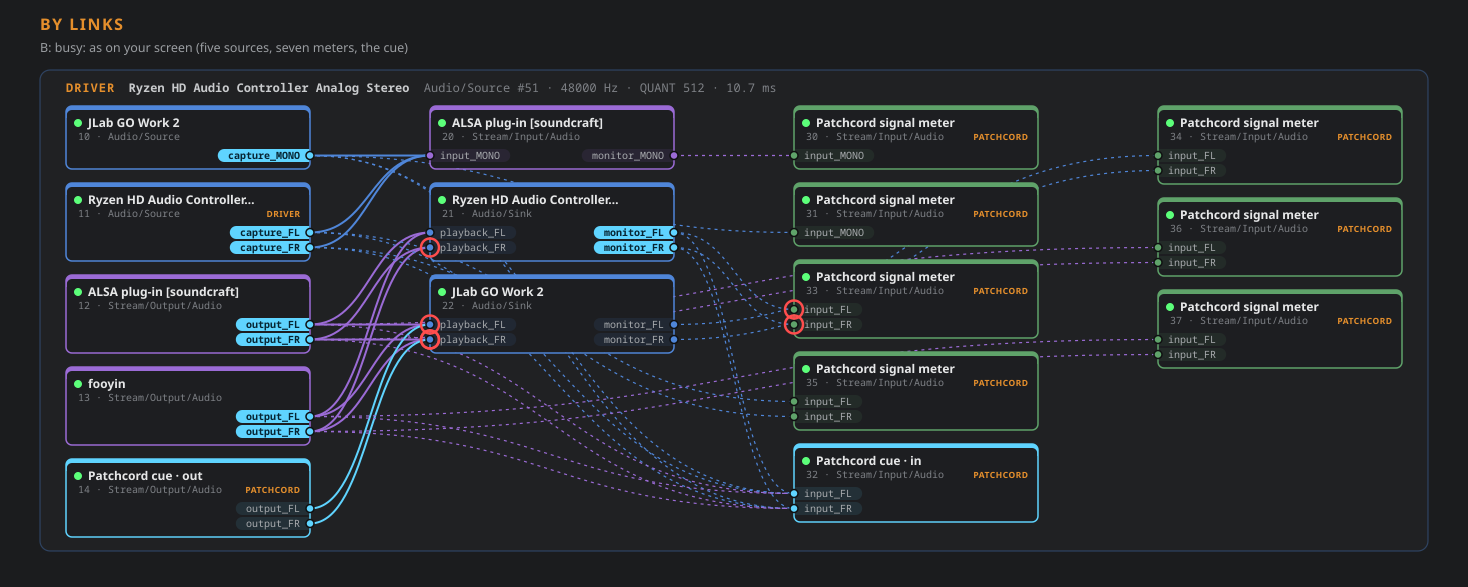 BY LINKS
B: busy: as on your screen (five sources, seven meters, the cue)
DRIVER Ryzen HD Audio Controller Analog Stereo Audio/Source #51 · 48000 Hz · QUANT 512 · 10.7 ms
JLab GO Work 2
10 · Audio/Source
capture_MONO
Ryzen HD Audio Controller…
11 · Audio/Source DRIVER
capture_FL
capture_FR
ALSA plug-in [soundcraft]
12 · Stream/Output/Audio
output_FL
output_FR
fooyin
13 · Stream/Output/Audio
output_FL
output_FR
Patchcord cue · out
14 · Stream/Output/Audio PATCHCORD
output_FL
output_FR
ALSA plug-in [soundcraft]
20 · Stream/Input/Audio
input_MONO monitor_MONO
Ryzen HD Audio Controller…
21 · Audio/Sink
playback_FL monitor_FL
playback_FR monitor_FR
JLab GO Work 2
22 · Audio/Sink
playback_FL monitor_FL
playback_FR monitor_FR
Patchcord signal meter
30 · Stream/Input/Audio PATCHCORD
input_MONO
Patchcord signal meter
31 · Stream/Input/Audio PATCHCORD
input_MONO
Patchcord signal meter
33 · Stream/Input/Audio PATCHCORD
input_FL
input_FR
Patchcord signal meter
35 · Stream/Input/Audio PATCHCORD
input_FL
input_FR
Patchcord cue · in
32 · Stream/Input/Audio PATCHCORD
input_FL
input_FR
Patchcord signal meter
34 · Stream/Input/Audio PATCHCORD
input_FL
input_FR
Patchcord signal meter
36 · Stream/Input/Audio PATCHCORD
input_FL
input_FR
Patchcord signal meter
37 · Stream/Input/Audio PATCHCORD
input_FL
input_FR